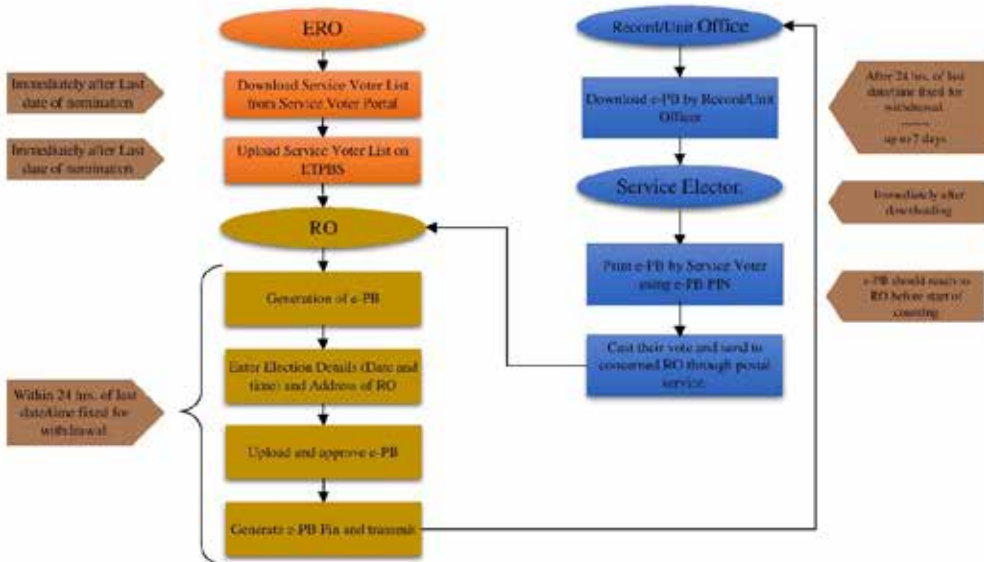 ERO
Immediately after Last
date of nomination
Download Service Voter List
from Service Voter Portal
Immediately after Last
date of nomination
Upload Service Voter List on
ETPBS
RO
Generation of e-PB
Enter Election Details (Date and
time) and Address of RO
Within 24 hrs. of last
date/time fixed for
withdrawal
Upload and approve e-PB
Generate e-PB Pin and transmit
Record/Unit Office
Download e-PB by Record/Unit
Officer
After 24 hrs. of last
date/time fixed for
withdrawal
-------
up to 7 days
Service Elector.
Immediately after
downloading
Print e-PB by Service Voter
using e-PB PIN
e-PB should reach to
RO before start of
counting
Cast their vote and send to
concerned RO through postal
service.